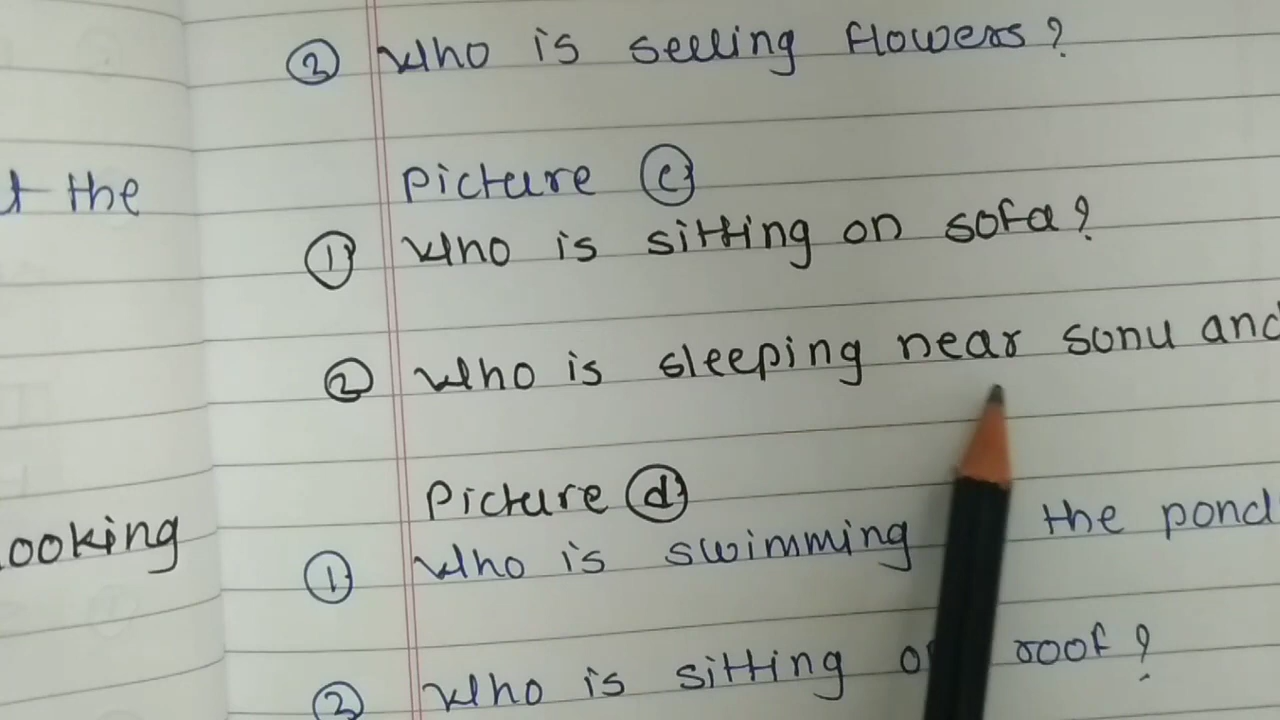 ② Who is selling flowers?
t the
Picture ⓒ
① Who is sitting on sofa?
② Who is sleeping near sonu and
Picture ⓓ
ooking
① Who is swimming the pond
② Who is sitting o roof?